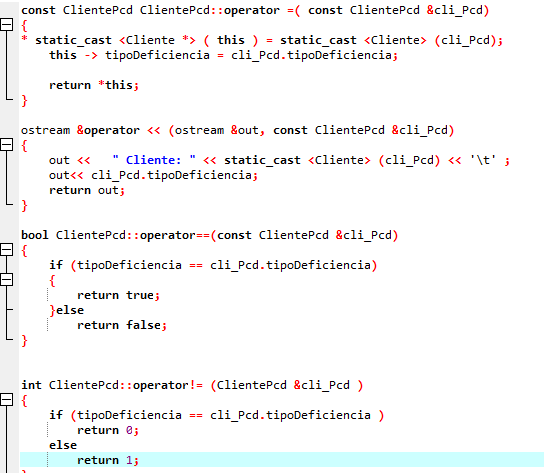 const ClientePcd ClientePcd::operator =( const ClientePcd &cli_Pcd)
{
* static_cast <Cliente *> ( this ) = static_cast <Cliente> (cli_Pcd);
    this -> tipoDeficiencia = cli_Pcd.tipoDeficiencia;

    return *this;
}

ostream &operator << (ostream &out, const ClientePcd &cli_Pcd)
{
    out <<   " Cliente: " << static_cast <Cliente> (cli_Pcd) << '\t' ;
    out<< cli_Pcd.tipoDeficiencia;
    return out;
}

bool ClientePcd::operator==(const ClientePcd &cli_Pcd)
{
    if (tipoDeficiencia == cli_Pcd.tipoDeficiencia)
    {
        return true;
    }else
        return false;
}


int ClientePcd::operator!= (ClientePcd &cli_Pcd )
{
    if (tipoDeficiencia == cli_Pcd.tipoDeficiencia )
        return 0;
    else
        return 1;
}